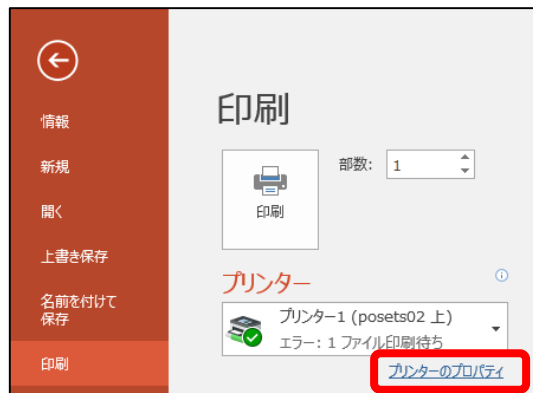 情報
新規
開く
上書き保存
名前を付けて
保存
印刷
印刷
部数: 1
印刷
プリンター
プリンター1 (posets02 上)
エラー: 1 ファイル印刷待ち
プリンターのプロパティ